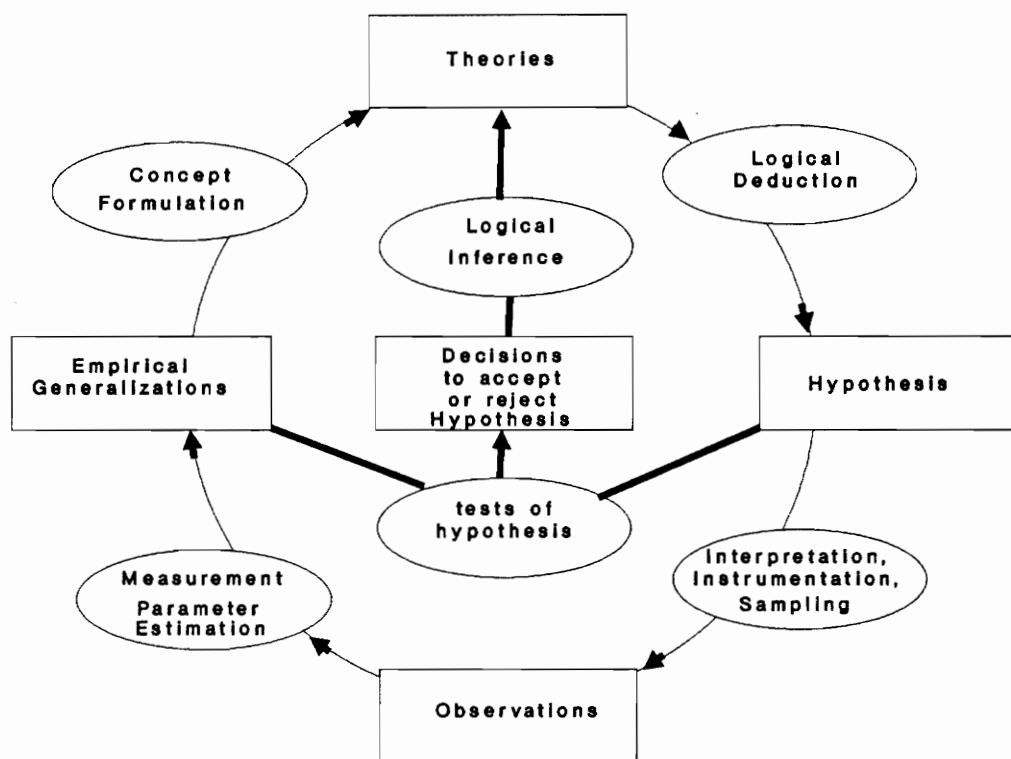 Theories
Concept
Formulation
Logical
Deduction
Logical
Inference
Empirical
Generalizations
Decisions
to accept
or reject
Hypothesis
Hypothesis
tests of
hypothesis
Measurement
Parameter
Estimation
Interpretation,
Instrumentation,
Sampling
Observations